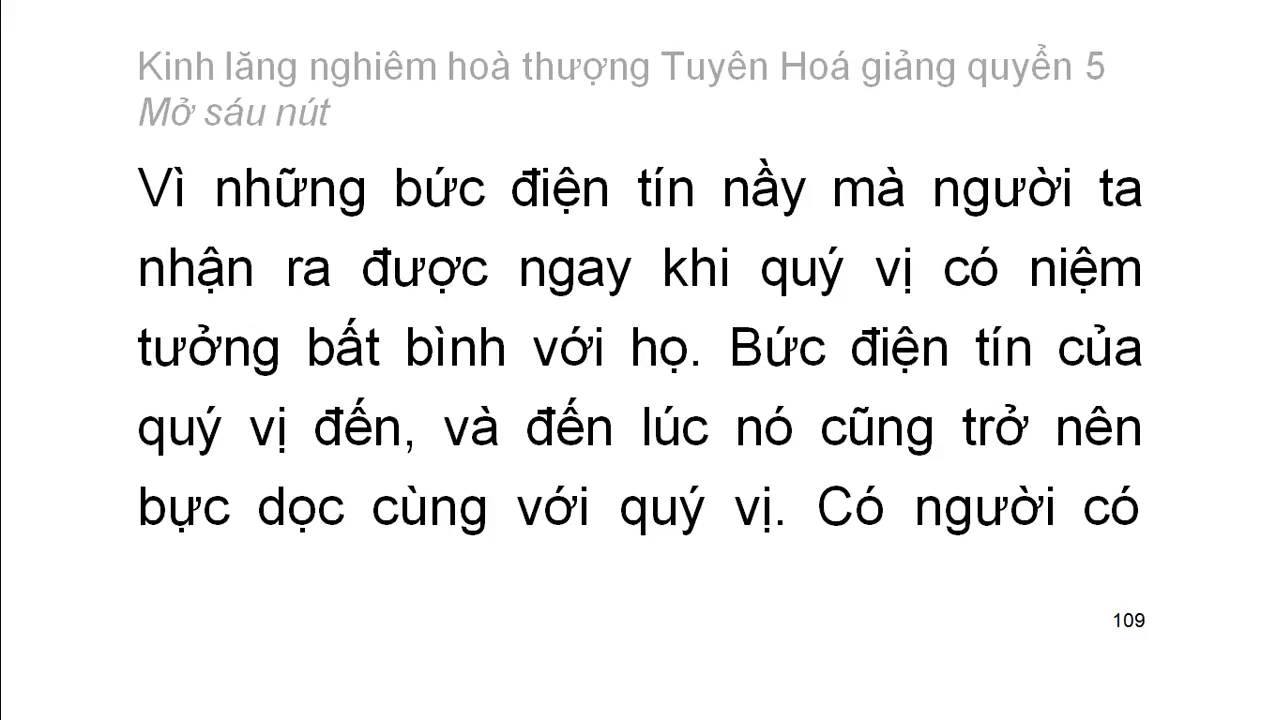 Kinh lăng nghiêm hoà thượng Tuyên Hoá giảng quyển 5
Mở sáu nút
Vì những bức điện tín nầy mà người ta
nhận ra được ngay khi quý vị có niệm
tưởng bất bình với họ. Bức điện tín của
quý vị đến, và đến lúc nó cũng trở nên
bực dọc cùng với quý vị. Có người có
109